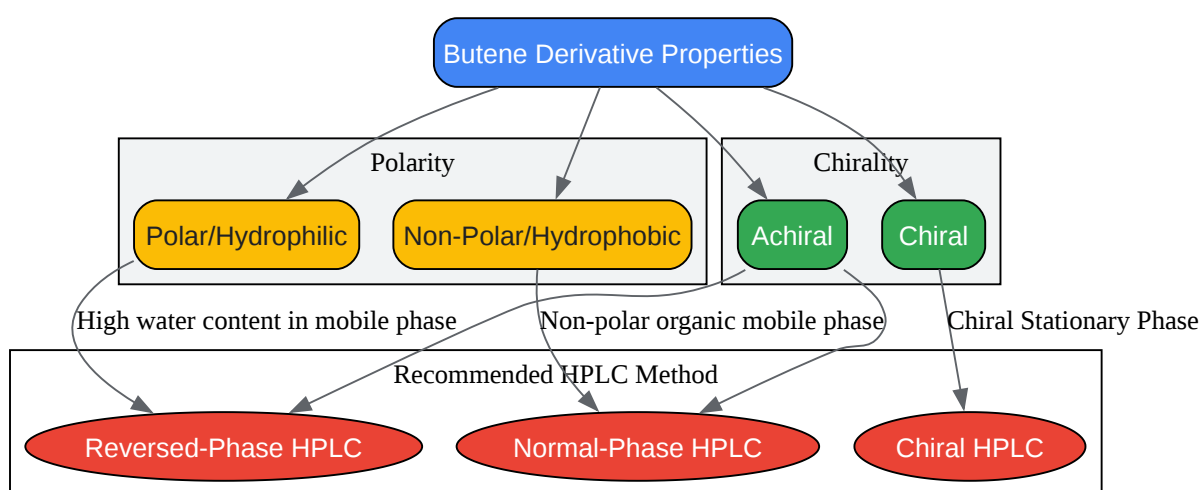 Butene Derivative Properties
Polarity
Chirality
Polar/Hydrophilic
Non-Polar/Hydrophobic
Achiral
Chiral
High water content in mobile phase
Non-polar organic mobile phase
Chiral Stationary Phase
Recommended HPLC Method
Reversed-Phase HPLC
Normal-Phase HPLC
Chiral HPLC